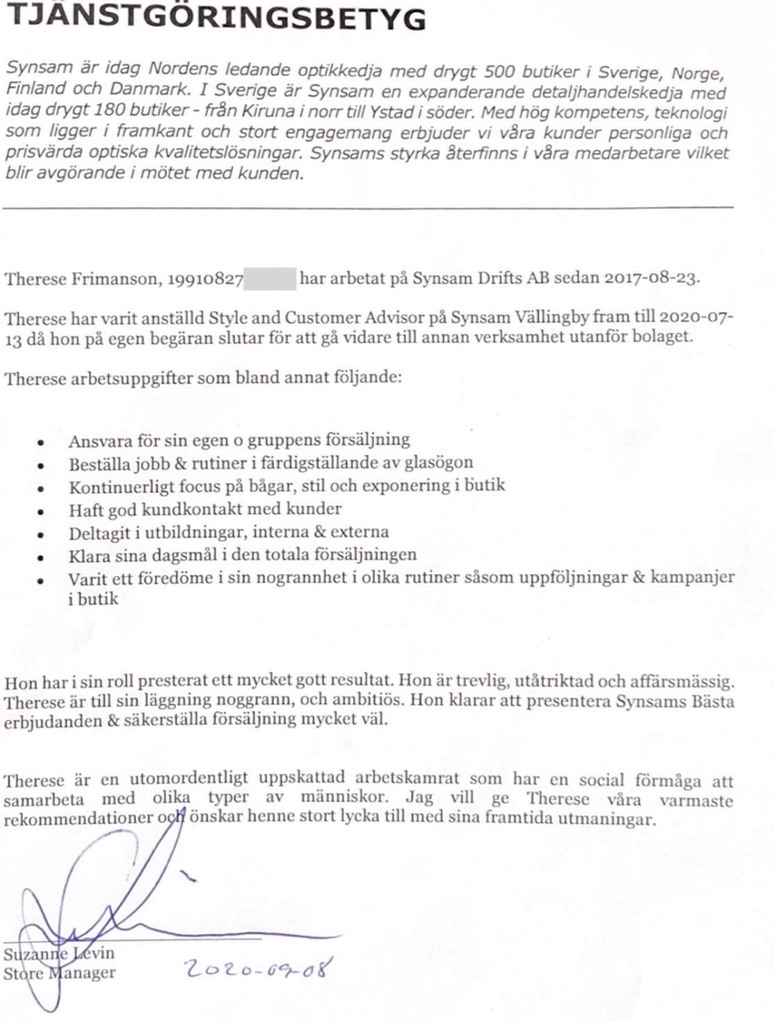 TJÄNSTGÖRINGSBETYG
Synsam är idag Nordens ledande optikkedja med drygt 500 butiker i Sverige, Norge,
Finland och Danmark. I Sverige är Synsam en expanderande detaljhandelskedja med
idag drygt 180 butiker - från Kiruna i norr till Ystad i söder. Med hög kompetens, teknologi
som ligger i framkant och stort engagemang erbjuder vi våra kunder personliga och
prisvärda optiska kvalitetslösningar. Synsams styrka återfinns i våra medarbetare vilket
blir avgörande i mötet med kunden.
Therese Frimanson, 19910827 har arbetat på Synsam Drifts AB sedan 2017-08-23.
Therese har varit anställd Style and Customer Advisor på Synsam Vällingby fram till 2020-07-
13 då hon på egen begäran slutar för att gå vidare till annan verksamhet utanför bolaget.
Therese arbetsuppgifter som bland annat följande:
• Ansvara för sin egen o gruppens försäljning
• Beställa jobb & rutiner i färdigställande av glasögon
• Kontinuerligt focus på bågar, stil och exponering i butik
• Haft god kundkontakt med kunder
• Deltagit i utbildningar, interna & externa
• Klara sina dagsmål i den totala försäljningen
• Varit ett föredöme i sin nogrannhet i olika rutiner såsom uppföljningar & kampanjer
i butik
Hon har i sin roll presterat ett mycket gott resultat. Hon är trevlig, utåtriktad och affärsmässig.
Therese är till sin läggning noggrann, och ambitiös. Hon klarar att presentera Synsams Bästa
erbjudanden & säkerställa försäljning mycket väl.
Therese är en utomordentligt uppskattad arbetskamrat som har en social förmåga att
samarbeta med olika typer av människor. Jag vill ge Therese våra varmaste
rekommendationer och önskar henne stort lycka till med sina framtida utmaningar.
Suzanne Levin
Store Manager 2020-09-08